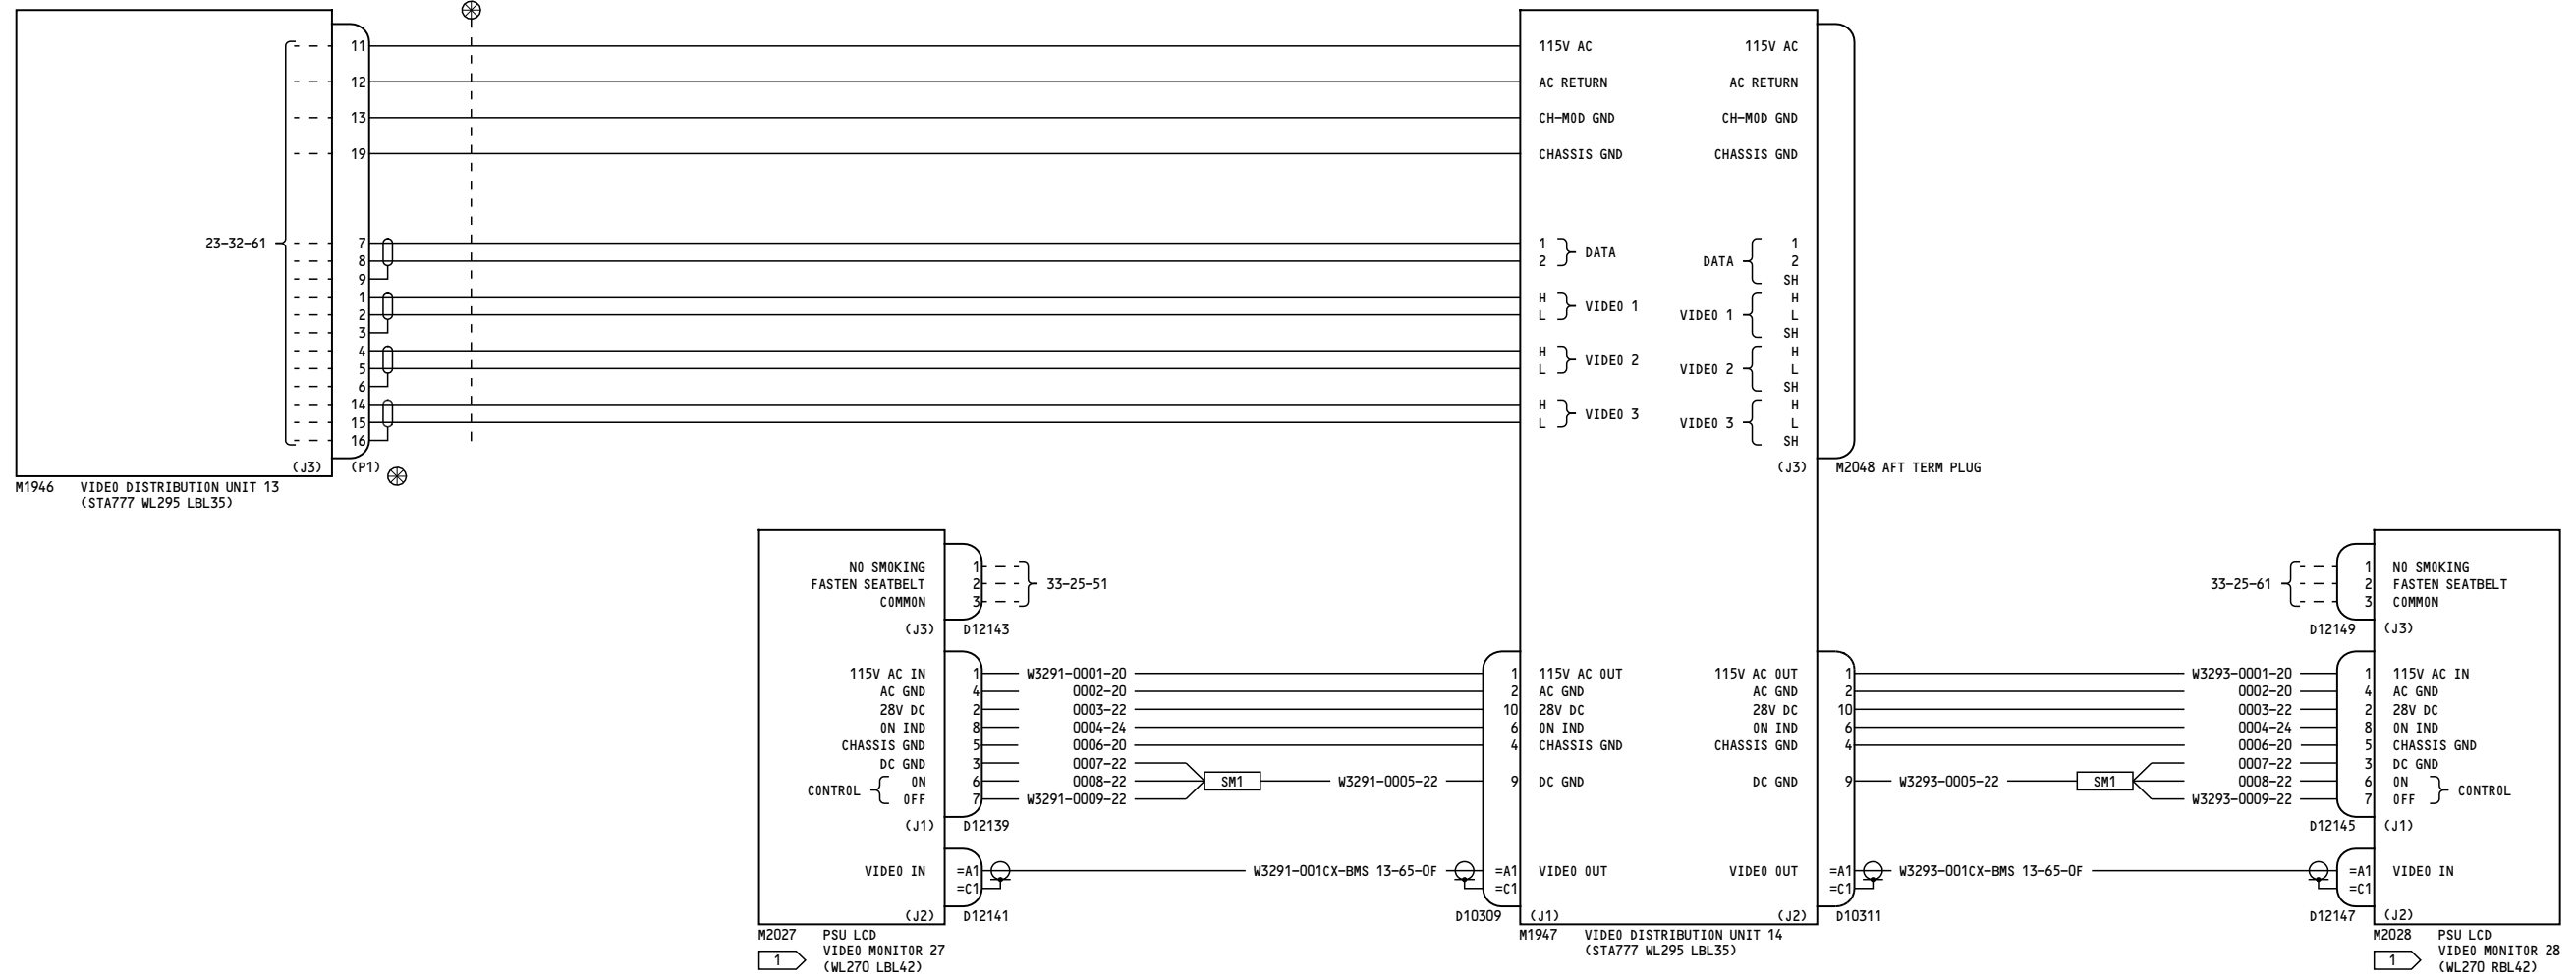 11 115V AC 115V AC
12 AC RETURN AC RETURN
13 CH-MOD GND CH-MOD GND
19 CHASSIS GND CHASSIS GND
23-32-61
7 1 DATA 1
8 2 DATA 2
9 SH
1 H VIDEO 1 H
2 L VIDEO 1 L
3 SH
4 H VIDEO 2 H
5 L VIDEO 2 L
6 SH
14 H VIDEO 3 H
15 L VIDEO 3 L
16 SH
(J3) (P1) (J3) M2048 AFT TERM PLUG
M1946 VIDEO DISTRIBUTION UNIT 13
(STA777 WL295 LBL35)
NO SMOKING 1
FASTEN SEATBELT 2 33-25-51
COMMON 3
(J3) D12143
1 NO SMOKING
33-25-61 2 FASTEN SEATBELT
3 COMMON
D12149 (J3)
115V AC IN 1 W3291-0001-20 1 115V AC OUT 115V AC OUT 1 W3293-0001-20 1 115V AC IN
AC GND 4 0002-20 2 AC GND AC GND 2 0002-20 4 AC GND
28V DC 2 0003-22 10 28V DC 28V DC 10 0003-22 2 28V DC
ON IND 8 0004-24 6 ON IND ON IND 6 0004-24 8 ON IND
CHASSIS GND 5 0006-20 4 CHASSIS GND CHASSIS GND 4 0006-20 5 CHASSIS GND
DC GND 3 0007-22 0007-22 3 DC GND
ON 6 0008-22 SM1 W3291-0005-22 9 DC GND DC GND 9 W3293-0005-22 SM1 0008-22 6 ON
CONTROL CONTROL
OFF 7 W3291-0009-22 W3293-0009-22 7 OFF
(J1) D12139 D12145 (J1)
VIDEO IN =A1 W3291-001CX-BMS 13-65-0F =A1 VIDEO OUT VIDEO OUT =A1 W3293-001CX-BMS 13-65-0F =A1 VIDEO IN
=C1 =C1 =C1 =C1
(J2) D12141 D10309 (J1) (J2) D10311 D12147 (J2)
M2027 PSU LCD
VIDEO MONITOR 27
1
(WL270 LBL42)
M1947 VIDEO DISTRIBUTION UNIT 14
(STA777 WL295 LBL35)
M2028 PSU LCD
VIDEO MONITOR 28
1
(WL270 RBL42)